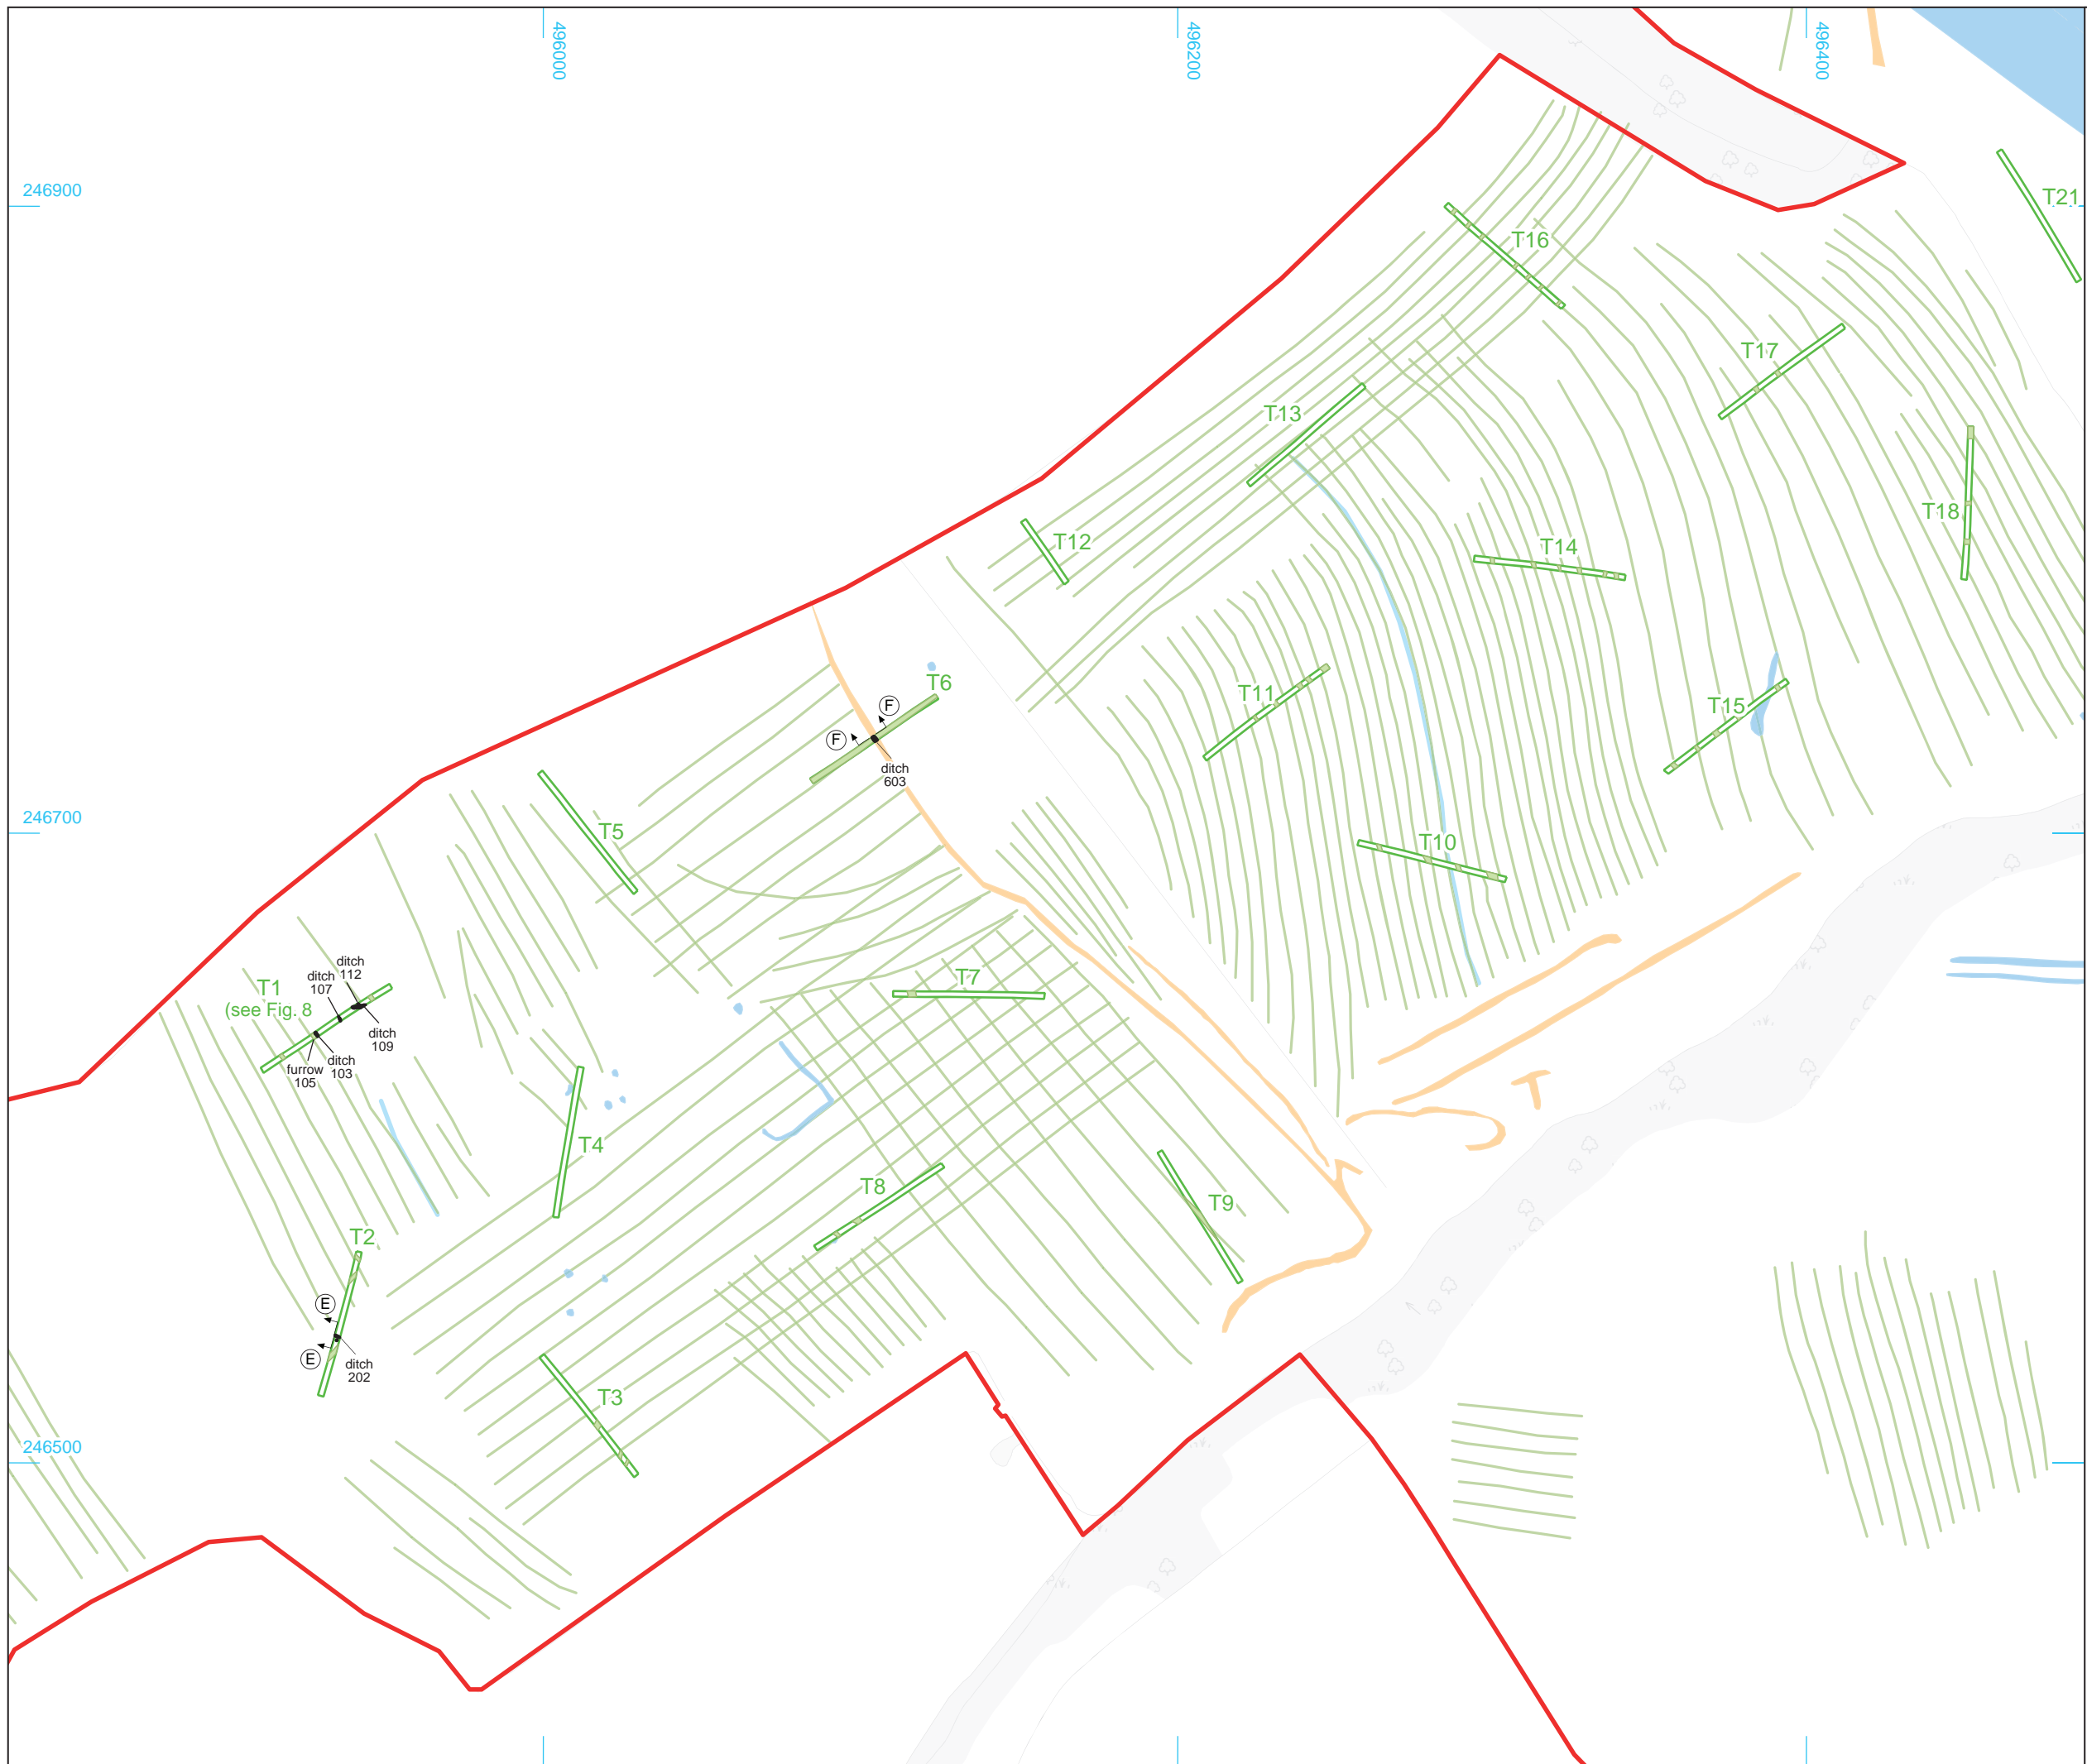 496000
496200
496400
246900
T21
T16
T17
T13
T18
T12
T14
T6
T11
T15
F
F
ditch
603
246700
T5
T10
ditch
112
ditch
107
T1
(see Fig. 8
T7
ditch
109
ditch
103
furrow
105
T4
T8
T9
T2
E
E
ditch
202
T3
246500